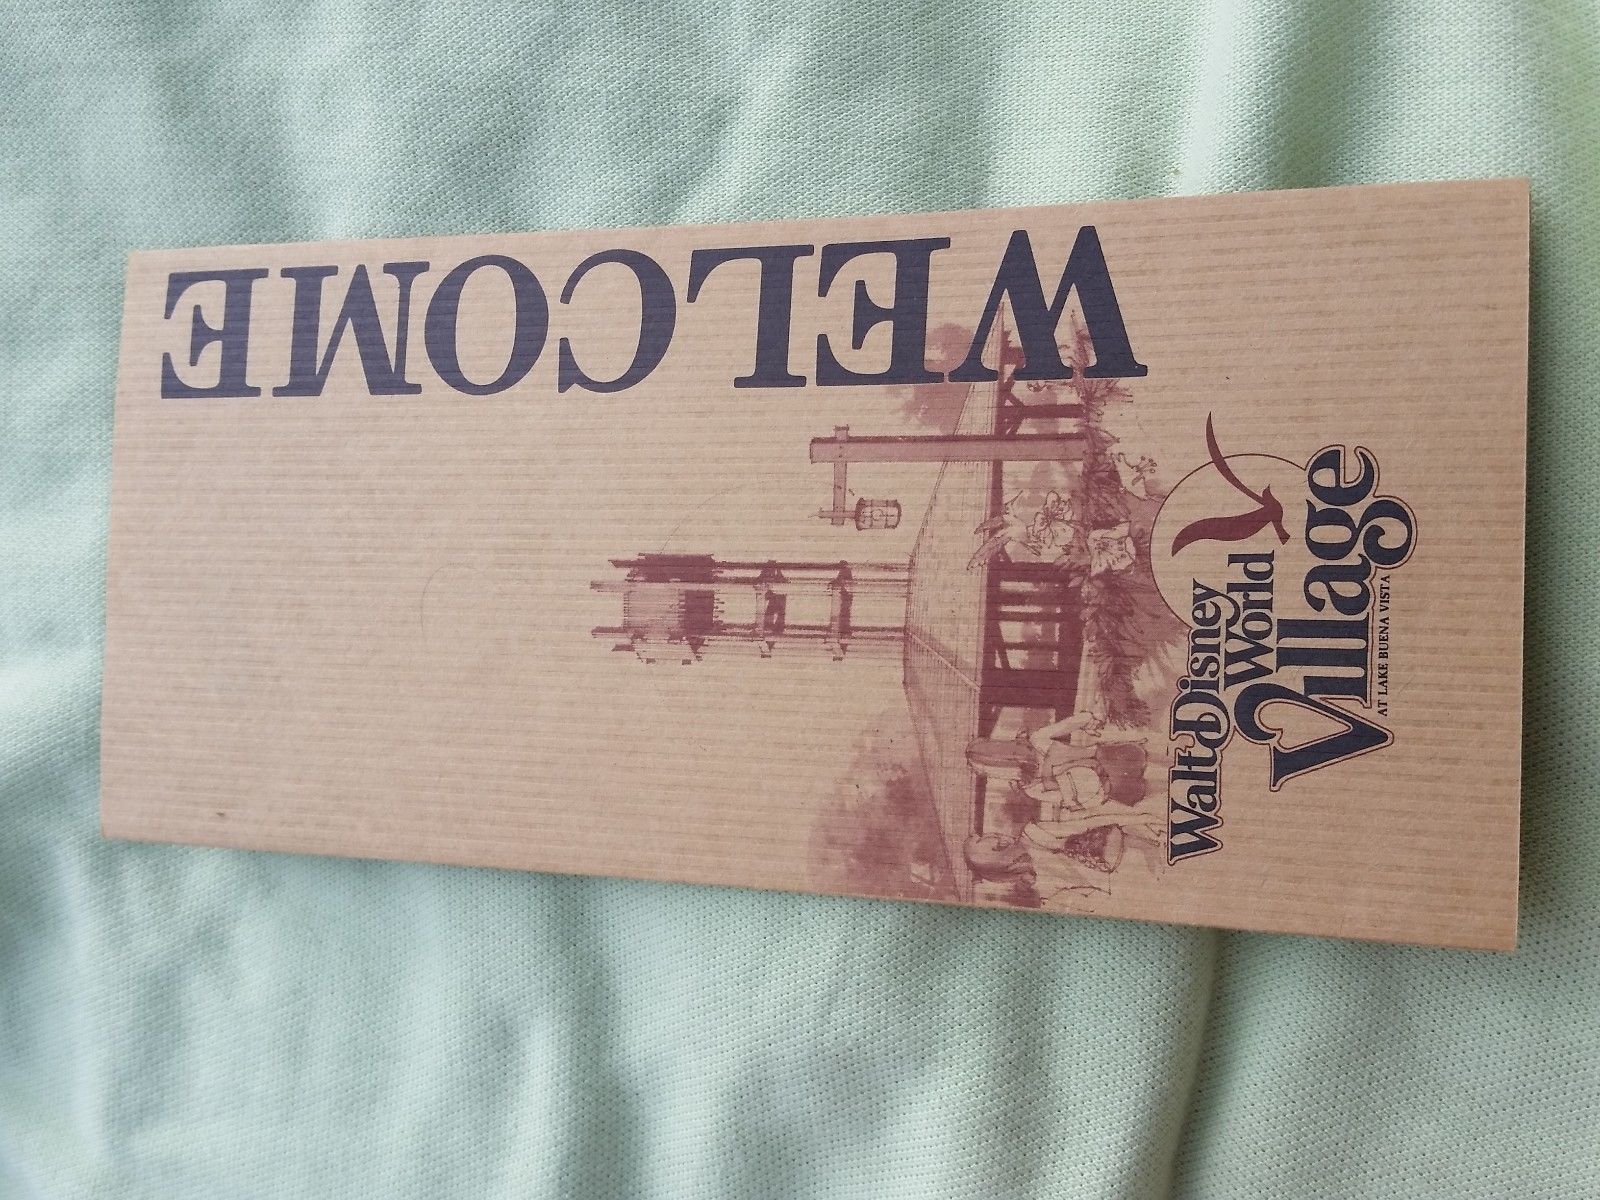 WELCOME
Walt Disney
World
Village
AT LAKE BUENA VISTA